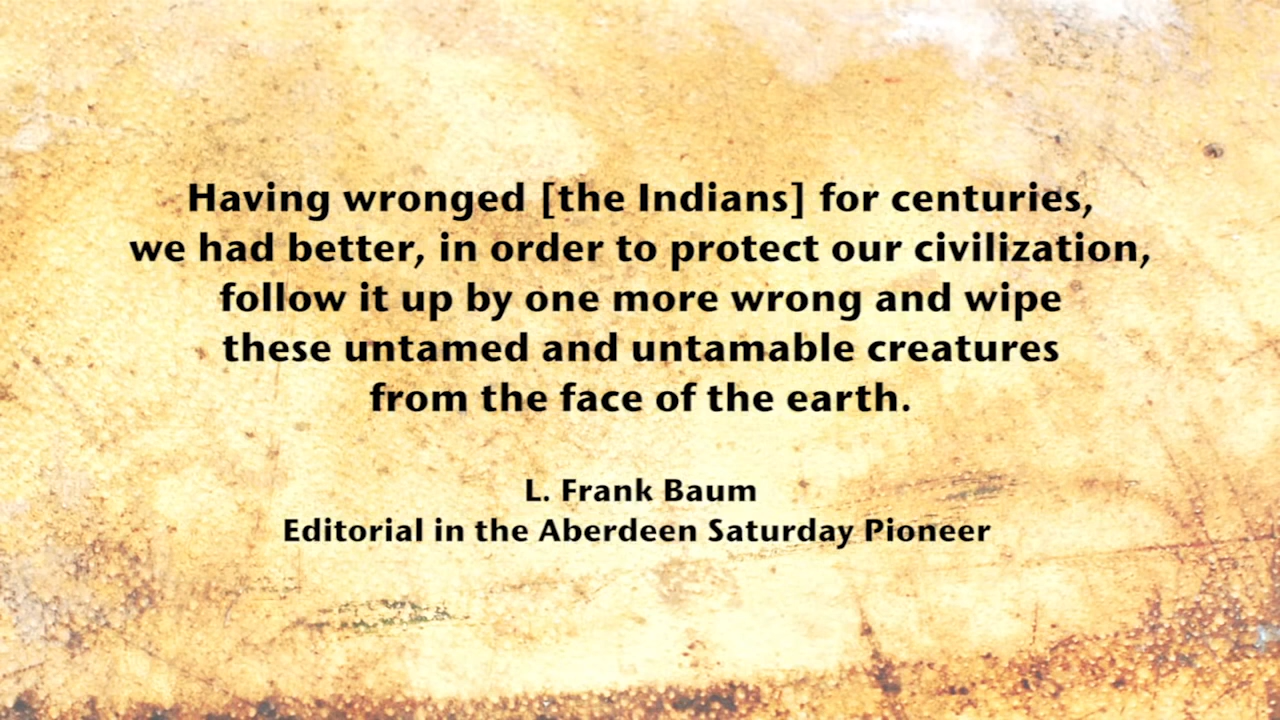 Having wronged [the Indians] for centuries,
we had better, in order to protect our civilization,
follow it up by one more wrong and wipe
these untamed and untamable creatures
from the face of the earth.
L. Frank Baum
Editorial in the Aberdeen Saturday Pioneer